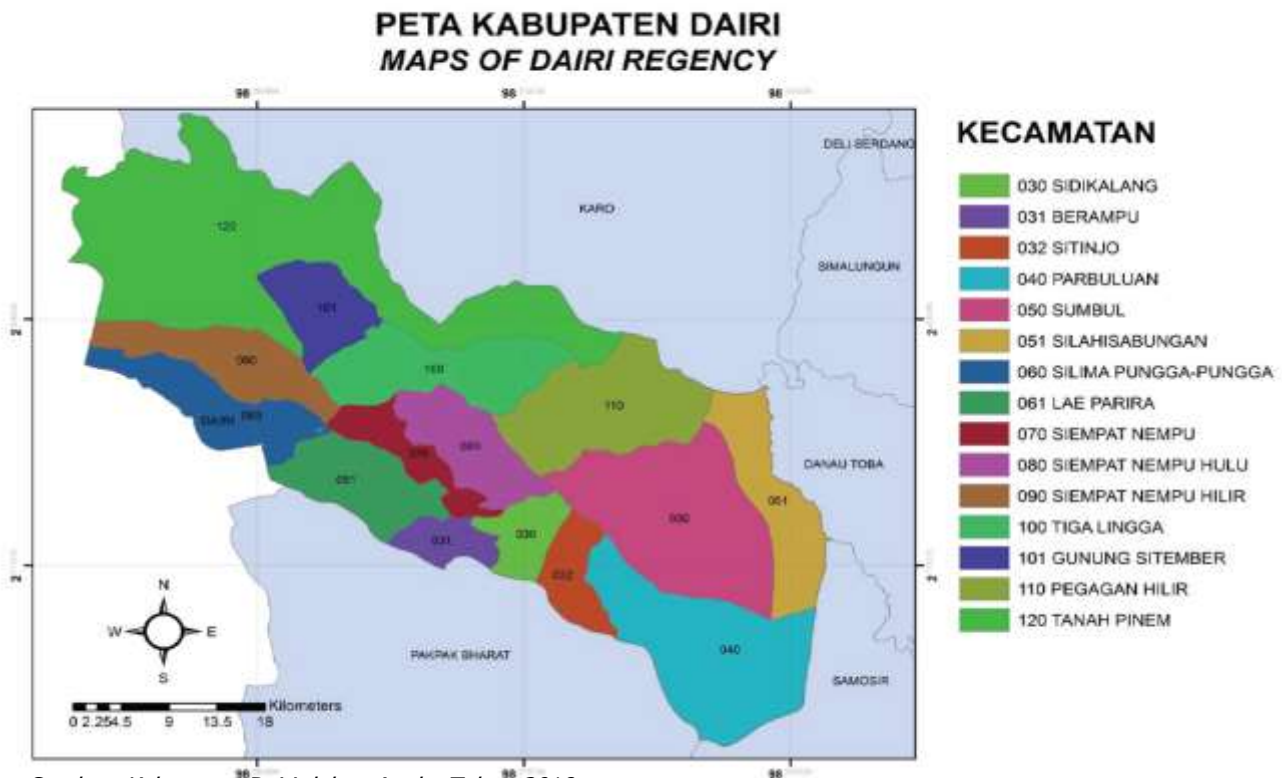 PETA KABUPATEN DAIRI
MAPS OF DAIRI REGENCY
98
98
98
DELI SERDANG
KARO
SIMALUNGUN
DANAU TOBA
SAMOSIR
PAKPAK BHARAT
DAIRI
120
101
090
100
110
061
050
030
031
032
040
N
W
E
S
Kilometers
0 2.25 4.5 9 13.5 18
KECAMATAN
030 SIDIKALANG
031 BERAMPU
032 SITINJO
040 PARBULUAN
050 SUMBUL
051 SILAHISABUNGAN
060 SILIMA PUNGGA-PUNGGA
061 LAE PARIRA
070 SIEMPAT NEMPU
080 SIEMPAT NEMPU HULU
090 SIEMPAT NEMPU HILIR
100 TIGA LINGGA
101 GUNUNG SITEMBER
110 PEGAGAN HILIR
120 TANAH PINEM